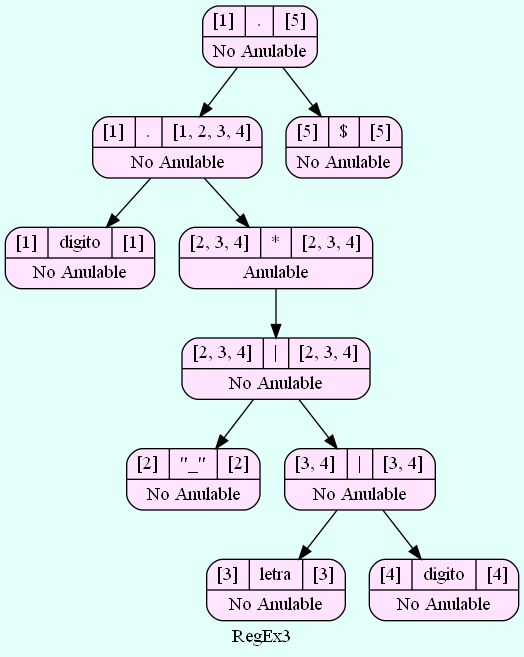 [1] . [5]
No Anulable
[1] . [1, 2, 3, 4]
No Anulable
[5] $ [5]
No Anulable
[1] digito [1]
No Anulable
[2, 3, 4] * [2, 3, 4]
Anulable
[2, 3, 4] | [2, 3, 4]
No Anulable
[2] "_" [2]
No Anulable
[3, 4] | [3, 4]
No Anulable
[3] letra [3]
No Anulable
[4] digito [4]
No Anulable
RegEx3